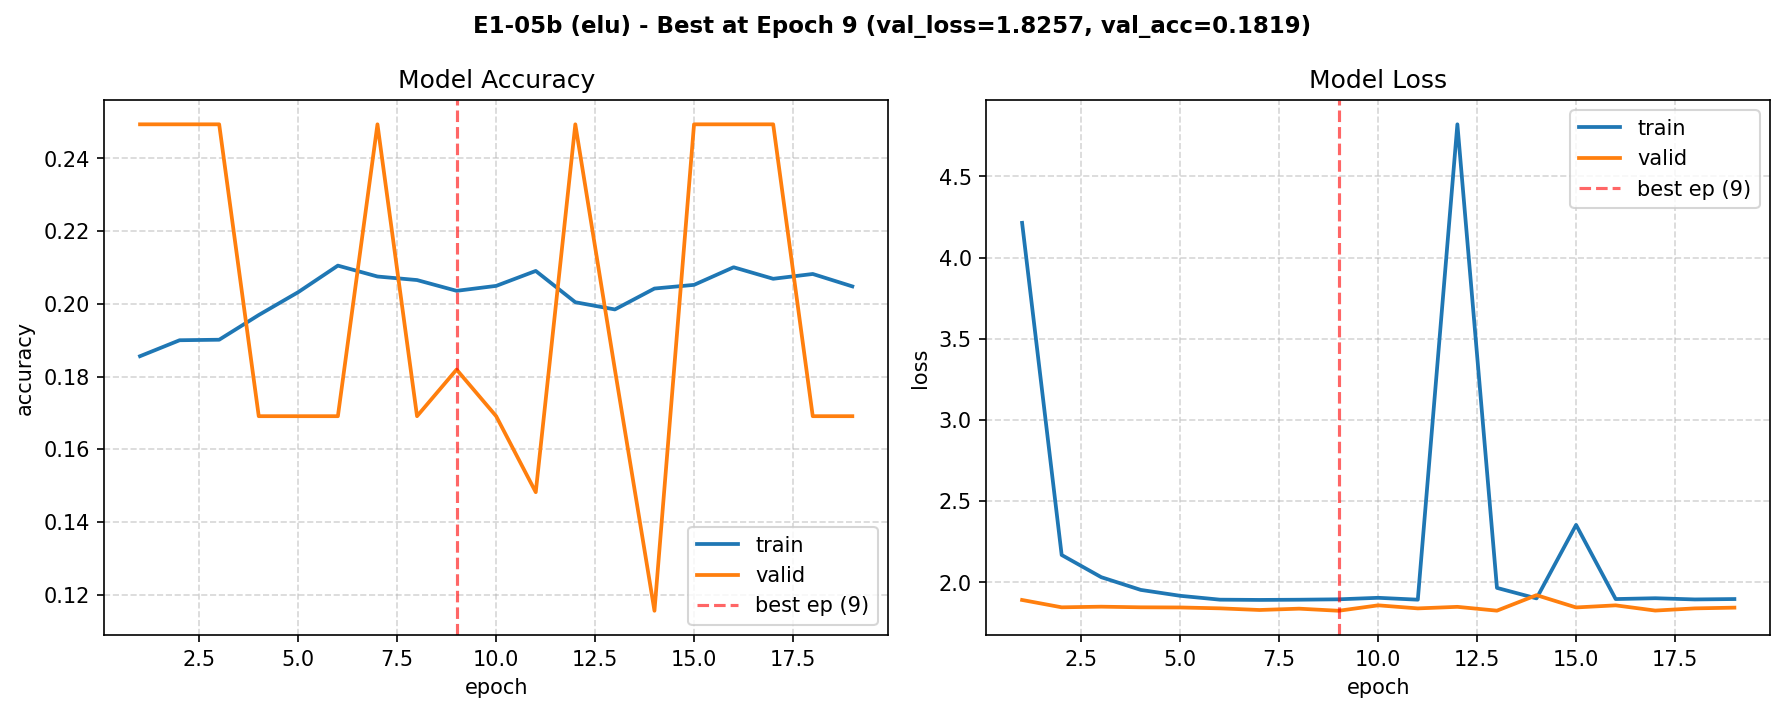 E1-05b (elu) - Best at Epoch 9 (val_loss=1.8257, val_acc=0.1819)
Model Accuracy
accuracy
0.24
0.22
0.20
0.18
0.16
0.14
0.12
train
valid
best ep (9)
2.5 5.0 7.5 10.0 12.5 15.0 17.5
epoch
Model Loss
loss
4.5
4.0
3.5
3.0
2.5
2.0
train
valid
best ep (9)
2.5 5.0 7.5 10.0 12.5 15.0 17.5
epoch